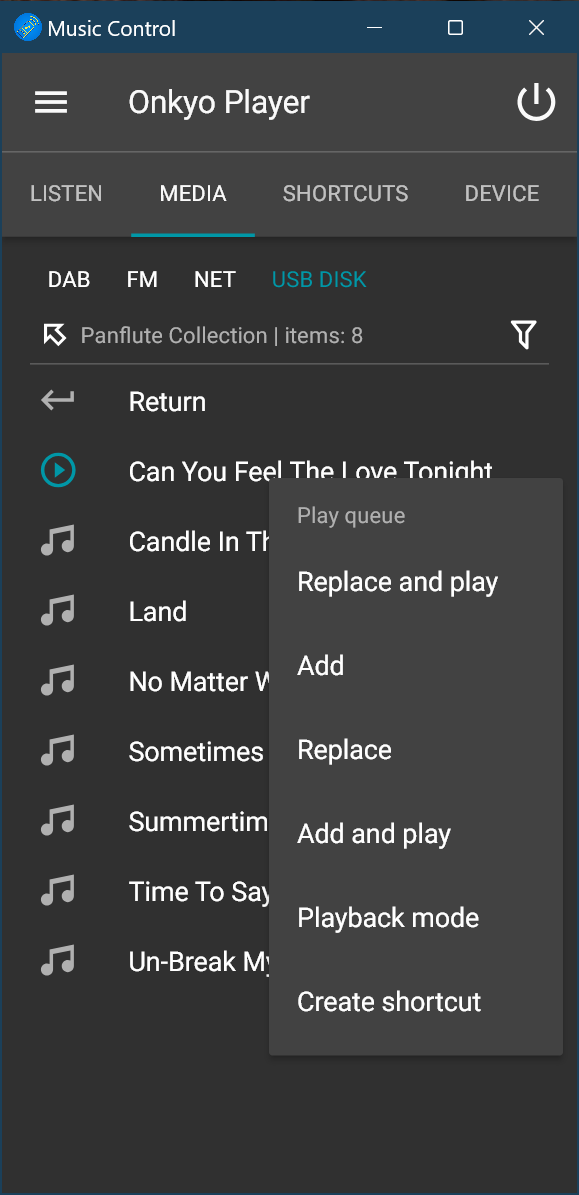 Music Control
Onkyo Player
LISTEN MEDIA SHORTCUTS DEVICE
DAB FM NET USB DISK
Panflute Collection | items: 8
Return
Can You Feel The Love Tonight
Candle In
Land
No Matter
Sometimes
Summertim
Time To Say
Un-Break My
Play queue
Replace and play
Add
Replace
Add and play
Playback mode
Create shortcut